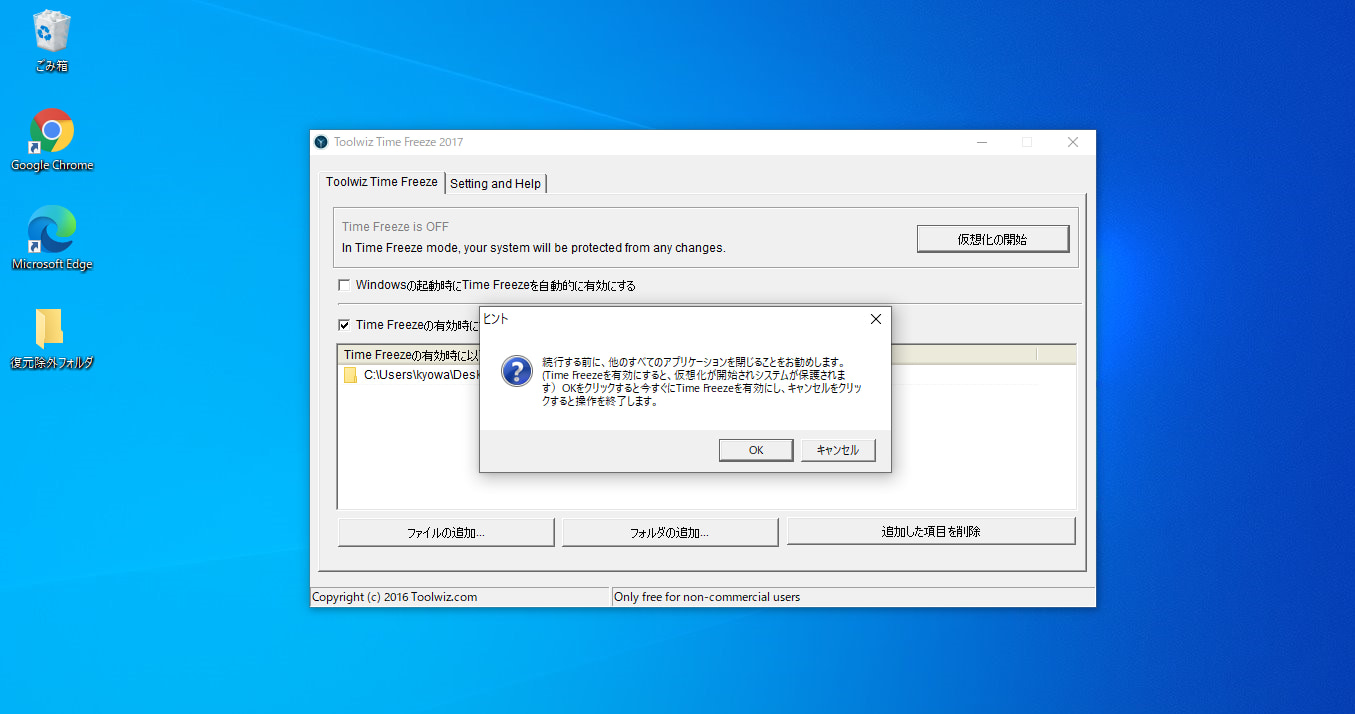 ごみ箱
Google Chrome
Microsoft Edge
復元除外フォルダ
Toolwiz Time Freeze 2017
Toolwiz Time Freeze
Setting and Help
Time Freeze is OFF
In Time Freeze mode, your system will be protected from any changes.
仮想化の開始
Windowsの起動時にTime Freezeを自動的に有効にする
Time Freezeの有効時に
Time Freezeの有効時に以
C:\Users\kyowa\Desk
ヒント
続行する前に、他のすべてのアプリケーションを閉じることをお勧めします。
(Time Freezeを有効にすると、仮想化が開始されシステムが保護されま
す）OKをクリックすると今すぐにTime Freezeを有効にし、キャンセルをクリッ
クすると操作を終了します。
OK
キャンセル
ファイルの追加...
フォルダの追加...
追加した項目を削除
Copyright (c) 2016 Toolwiz.com
Only free for non-commercial users